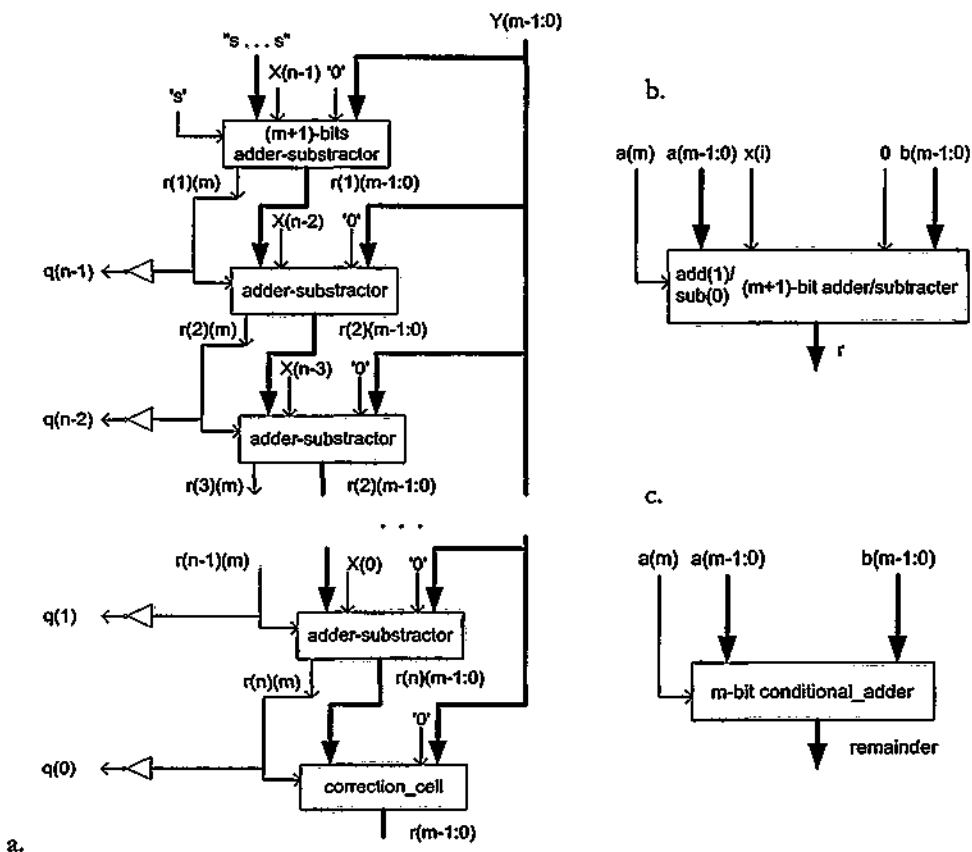 Y(m-1:0)
"s . . . s"
X(n-1) '0'
's'
(m+1)-bits
adder-substractor
r(1)(m)
r(1)(m-1:0)
X(n-2) '0'
q(n-1)
adder-substractor
r(2)(m)
r(2)(m-1:0)
X(n-3) '0'
q(n-2)
adder-substractor
r(3)(m)
r(2)(m-1:0)
. . .
r(n-1)(m)
X(0) '0'
q(1)
adder-substractor
r(n)(m)
r(n)(m-1:0)
'0'
q(0)
correction_cell
r(m-1:0)
a.
b.
a(m) a(m-1:0) x(i) 0 b(m-1:0)
add(1)/
sub(0)
(m+1)-bit adder/subtracter
r
c.
a(m) a(m-1:0) b(m-1:0)
m-bit conditional_adder
remainder